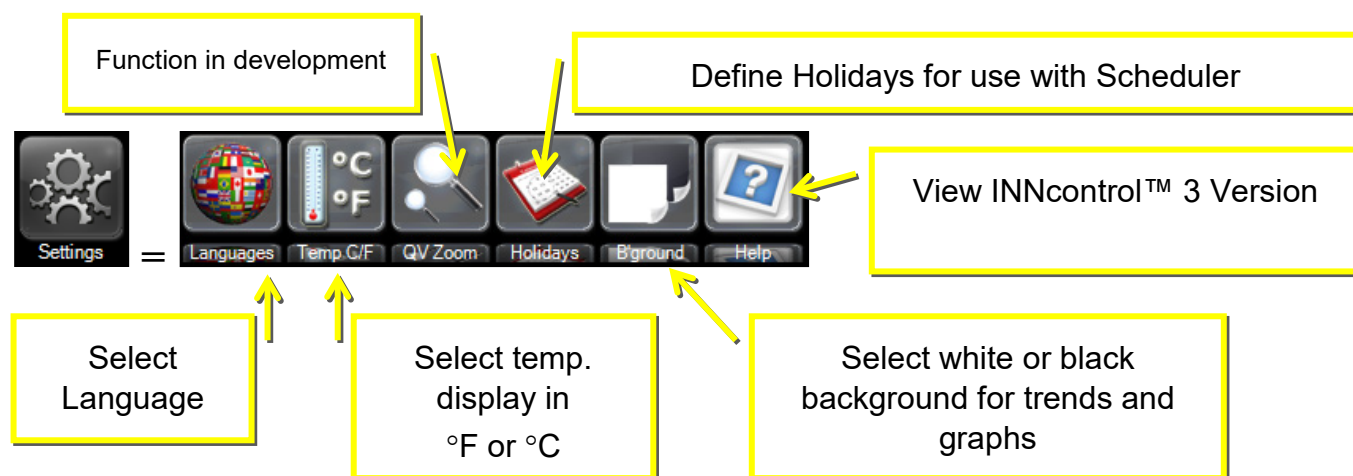 Function in development
Define Holidays for use with Scheduler
°C
°F
?
View INNcontrol™ 3 Version
Settings
=
Languages
Temp C/F
QV Zoom
Holidays
B'ground
Help
Select
Language
Select temp.
display in
°F or °C
Select white or black
background for trends and
graphs